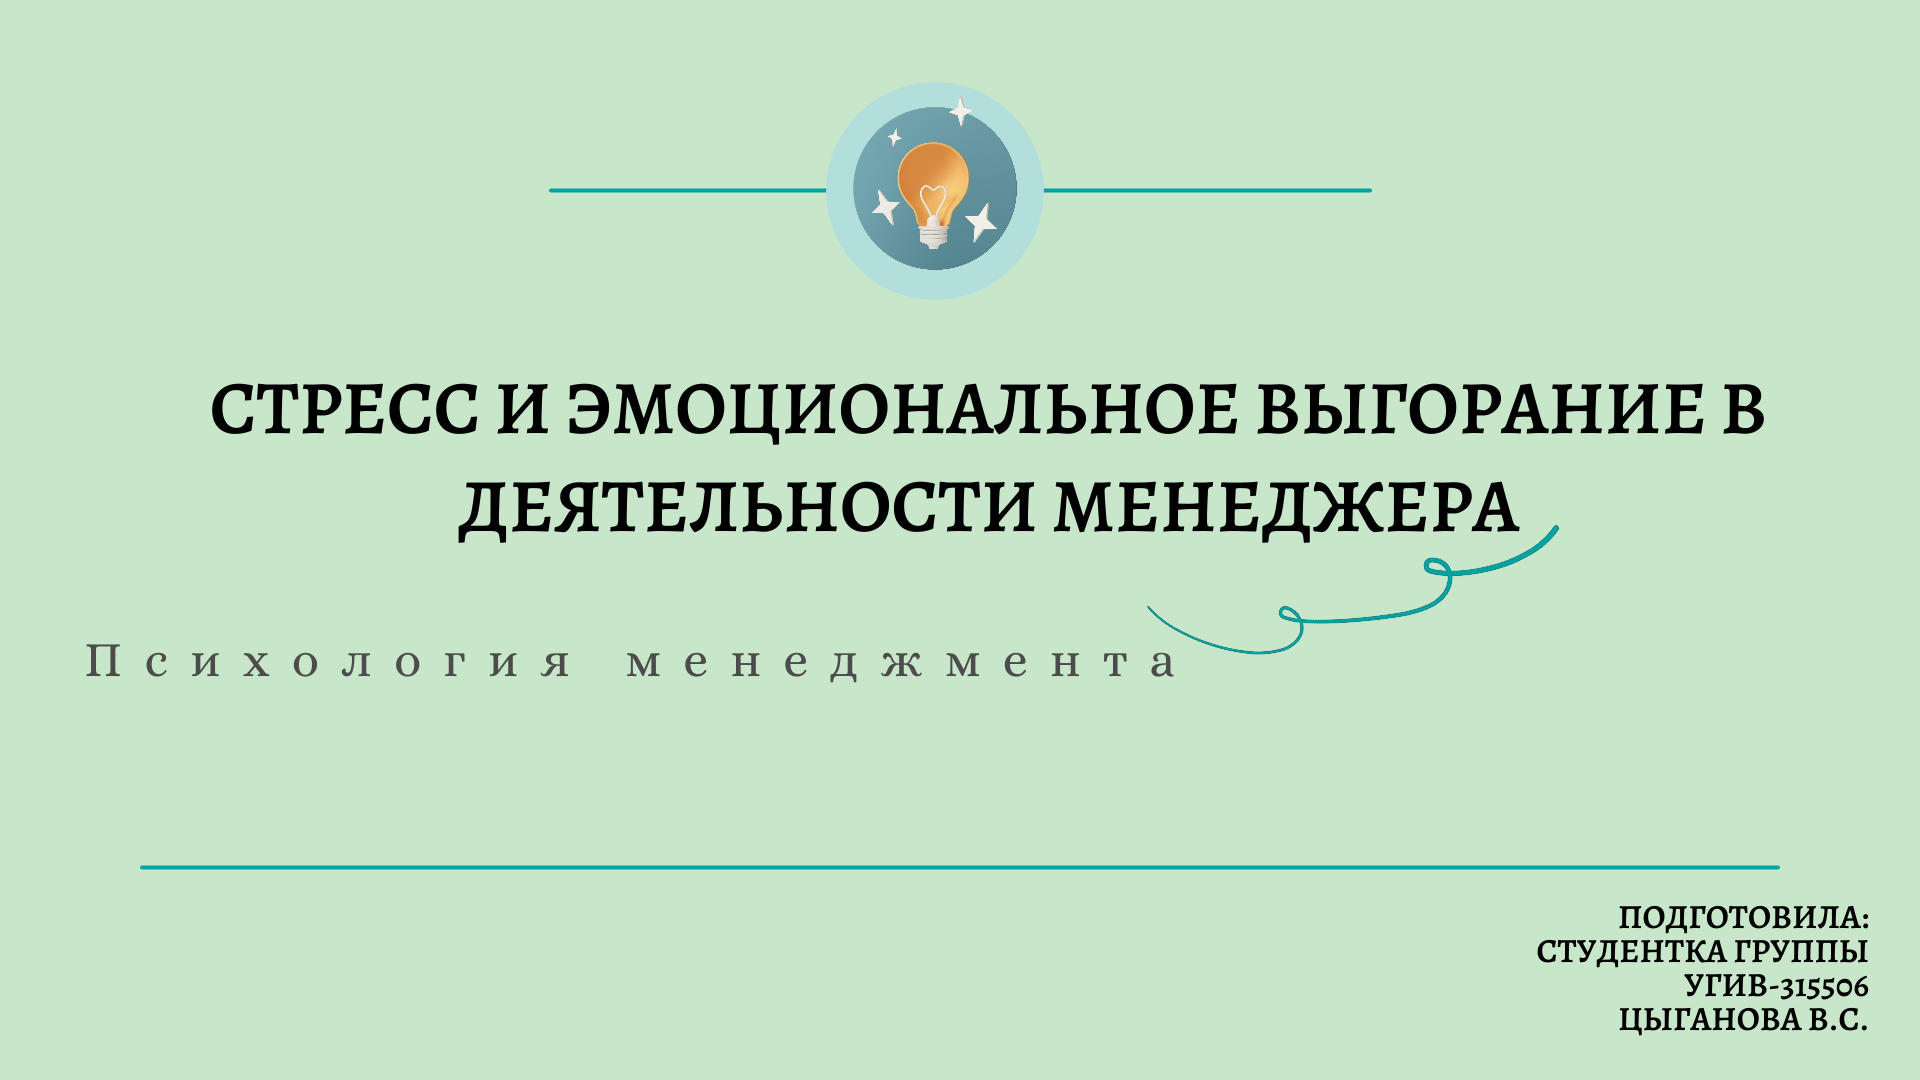 СТРЕСС И ЭМОЦИОНАЛЬНОЕ ВЫГОРАНИЕ В
ДЕЯТЕЛЬНОСТИ МЕНЕДЖЕРА
Психология менеджмента
ПОДГОТОВИЛА:
СТУДЕНТКА ГРУППЫ
УГИВ-315506
ЦЫГАНОВА В.С.